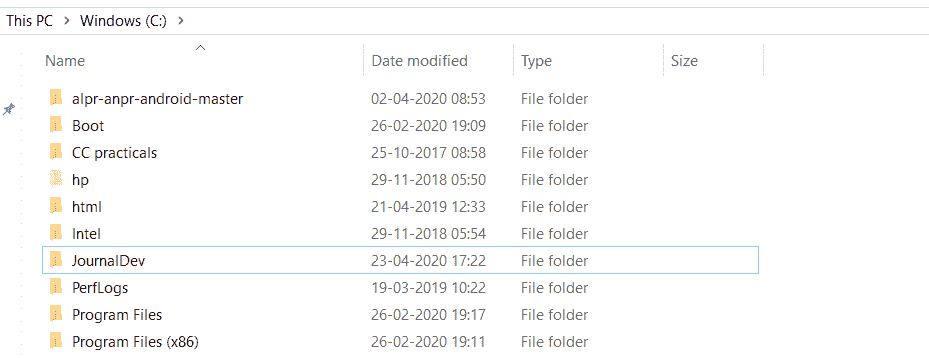 This PC > Windows (C:) >
Name Date modified Type Size
alpr-anpr-android-master 02-04-2020 08:53 File folder
Boot 26-02-2020 19:09 File folder
CC practicals 25-10-2017 08:58 File folder
hp 29-11-2018 05:50 File folder
html 21-04-2019 12:33 File folder
Intel 29-11-2018 05:54 File folder
JournalDev 23-04-2020 17:22 File folder
PerfLogs 19-03-2019 10:22 File folder
Program Files 26-02-2020 19:17 File folder
Program Files (x86) 26-02-2020 19:11 File folder